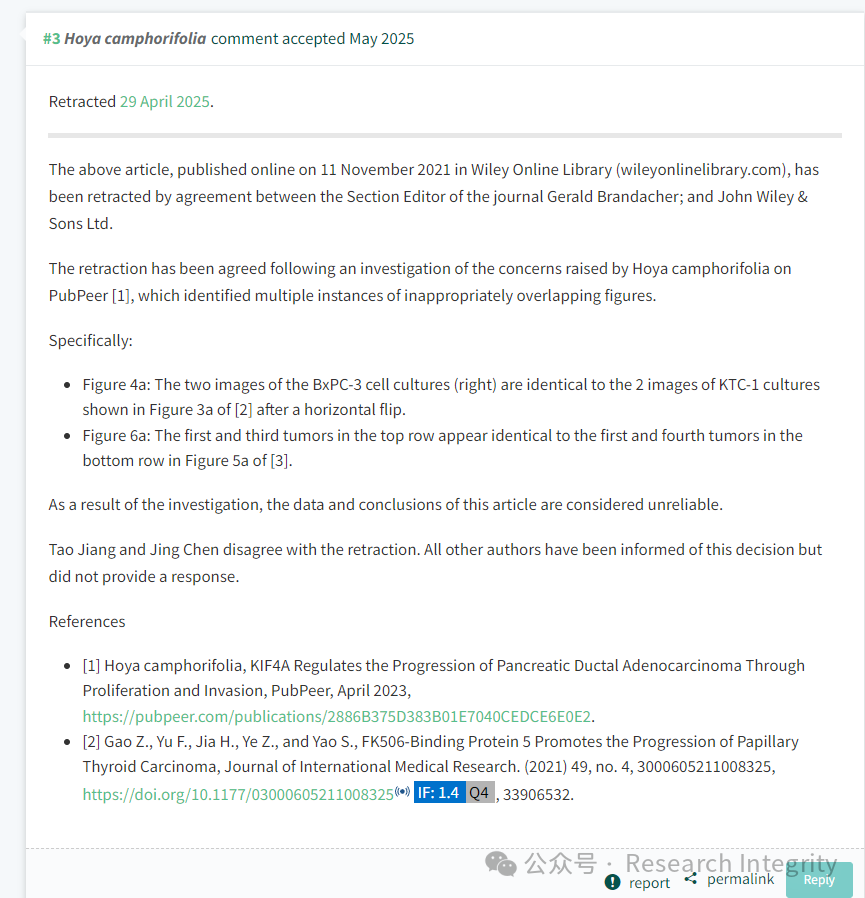 #3 Hoya camphorifolia comment accepted May 2025
Retracted 29 April 2025.
The above article, published online on 11 November 2021 in Wiley Online Library (wileyonlinelibrary.com), has
been retracted by agreement between the Section Editor of the journal Gerald Brandacher; and John Wiley &
Sons Ltd.
The retraction has been agreed following an investigation of the concerns raised by Hoya camphorifolia on
PubPeer [1], which identified multiple instances of inappropriately overlapping figures.
Specifically:
• Figure 4a: The two images of the BxPC-3 cell cultures (right) are identical to the 2 images of KTC-1 cultures
shown in Figure 3a of [2] after a horizontal flip.
• Figure 6a: The first and third tumors in the top row appear identical to the first and fourth tumors in the
bottom row in Figure 5a of [3].
As a result of the investigation, the data and conclusions of this article are considered unreliable.
Tao Jiang and Jing Chen disagree with the retraction. All other authors have been informed of this decision but
did not provide a response.
References
• [1] Hoya camphorifolia, KIF4A Regulates the Progression of Pancreatic Ductal Adenocarcinoma Through
Proliferation and Invasion, PubPeer, April 2023,
https://pubpeer.com/publications/2886B375D383B01E7040CEDCE6E0E2.
• [2] Gao Z., Yu F., Jia H., Ye Z., and Yao S., FK506-Binding Protein 5 Promotes the Progression of Papillary
Thyroid Carcinoma, Journal of International Medical Research. (2021) 49, no. 4, 3000605211008325,
https://doi.org/10.1177/03000605211008325 IF: 1.4 Q4 , 33906532.
公众号 · Research Integrity
report permalink Reply